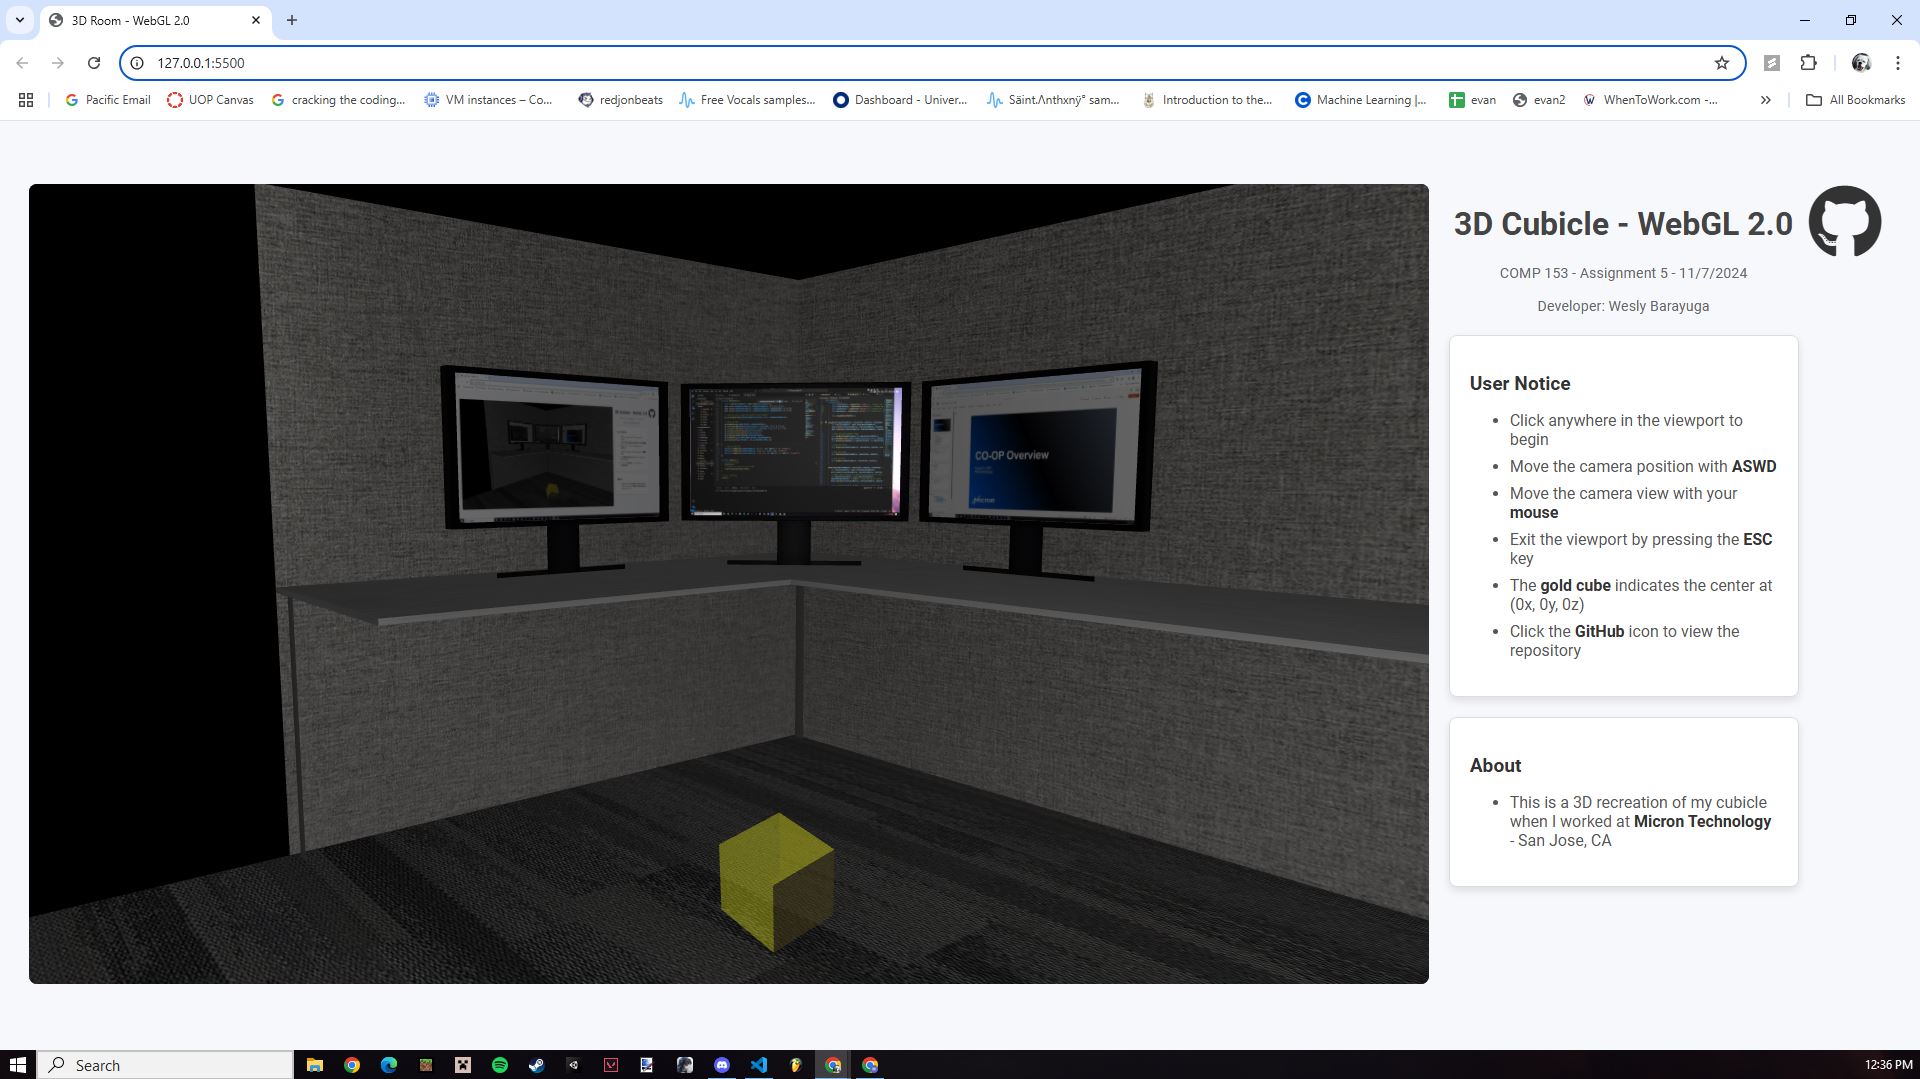 3D Room - WebGL 2.0
127.0.0.1:5500
Pacific Email
UOP Canvas
cracking the coding...
VM instances – Co...
redjonbeats
Free Vocals samples...
Dashboard - Univer...
Säint.Λnthxnÿ° sam...
Introduction to the...
Machine Learning |...
evan
evan2
WhenToWork.com -...
All Bookmarks
3D Cubicle - WebGL 2.0
COMP 153 - Assignment 5 - 11/7/2024
Developer: Wesly Barayuga
User Notice
Click anywhere in the viewport to
begin
Move the camera position with ASWD
Move the camera view with your
mouse
Exit the viewport by pressing the ESC
key
The gold cube indicates the center at
(0x, 0y, 0z)
Click the GitHub icon to view the
repository
About
This is a 3D recreation of my cubicle
when I worked at Micron Technology
- San Jose, CA
CO-OP Overview
Micron
Search
12:36 PM